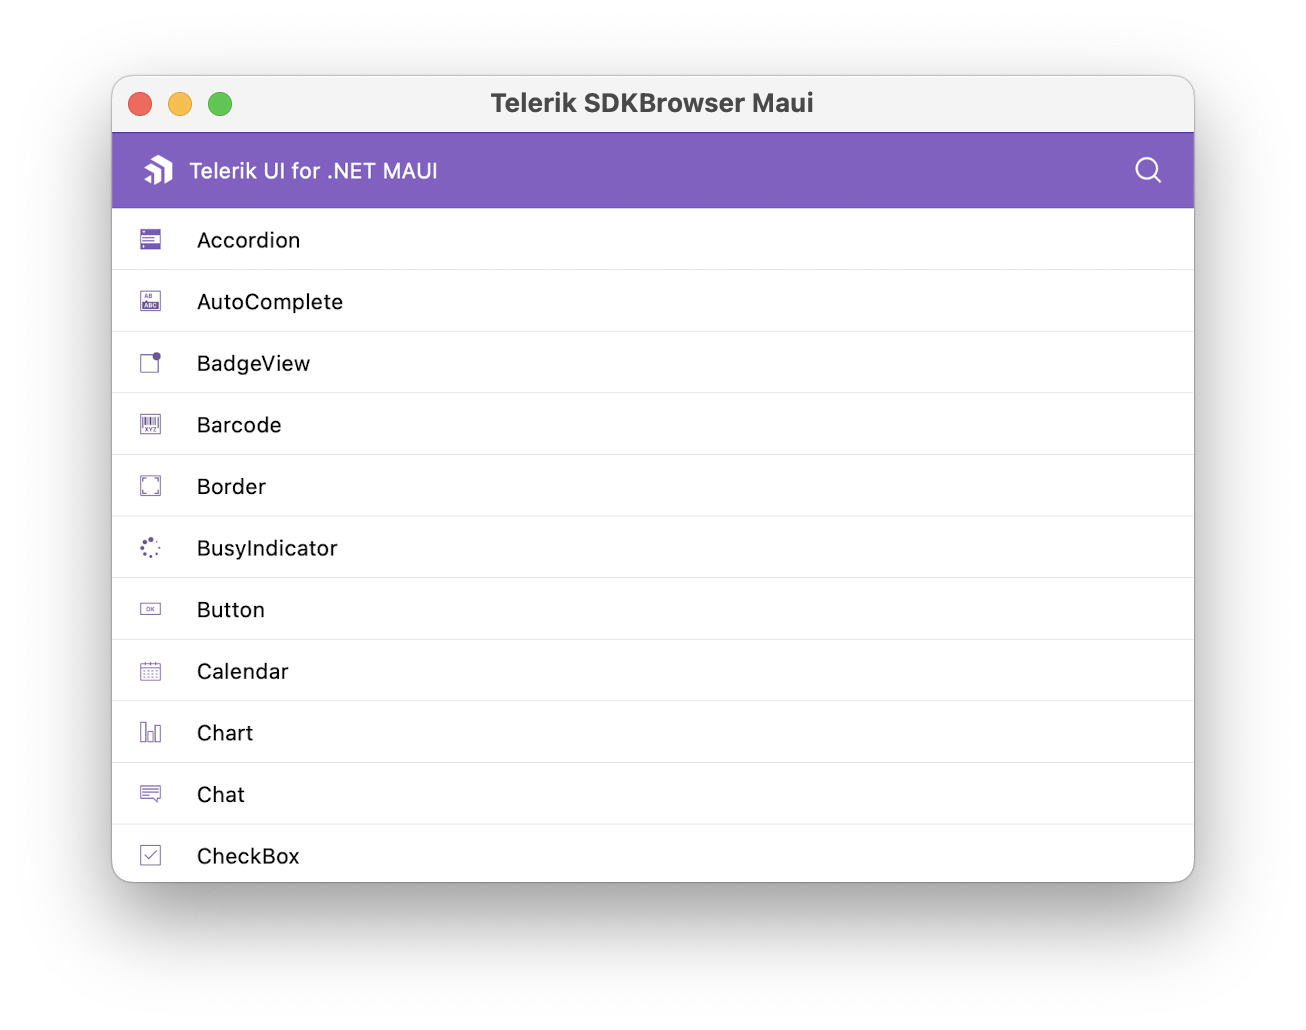 Telerik SDKBrowser Maui
Telerik UI for .NET MAUI
Accordion
AB
ABC
AutoComplete
BadgeView
XYZ
Barcode
Border
BusyIndicator
OK
Button
Calendar
Chart
Chat
CheckBox